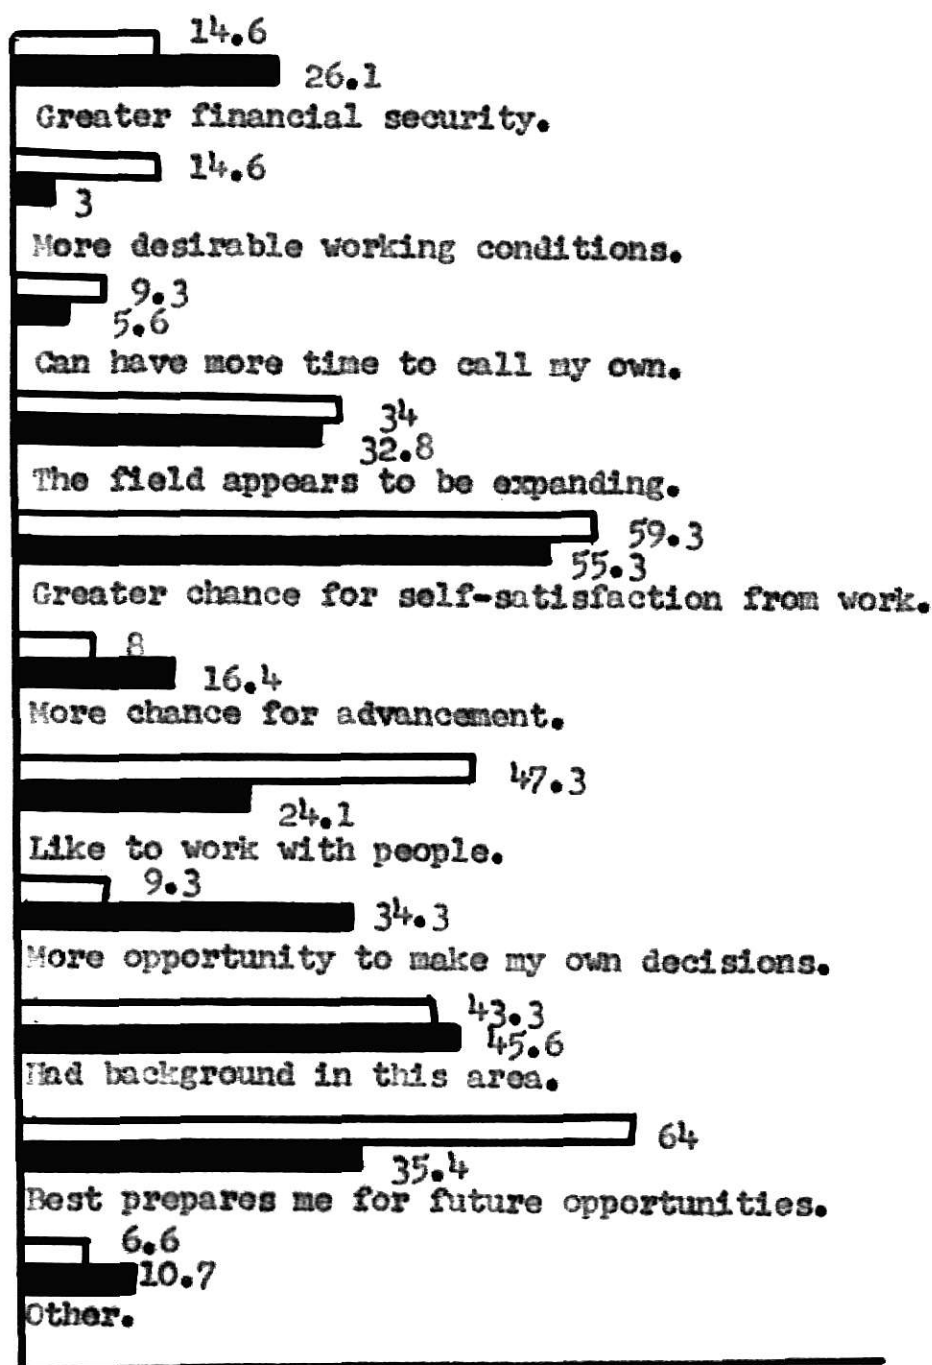 14.6
26.1
Greater financial security.
14.6
3
More desirable working conditions.
9.3
5.6
Can have more time to call my own.
34
32.8
The field appears to be expanding.
59.3
55.3
Greater chance for self-satisfaction from work.
8
16.4
More chance for advancement.
47.3
24.1
Like to work with people.
9.3
34.3
More opportunity to make my own decisions.
43.3
45.6
Had background in this area.
64
35.4
Best prepares me for future opportunities.
6.6
10.7
Other.